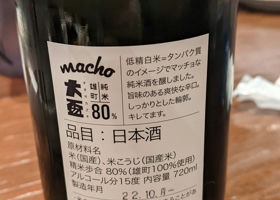 macho
純米
雄町
80%
低精白米=タンパク質
のイメージでマッチョな
純米酒を醸しました。
旨味のある爽快な辛口。
しっかりとした輪郭。
キレてます。
品目：日本酒
原材料名
米(国産)、米こうじ(国産米)
精米歩合 80%(雄町100%使用)
アルコール分15度 内容量 720ml
製造年月
22.10.